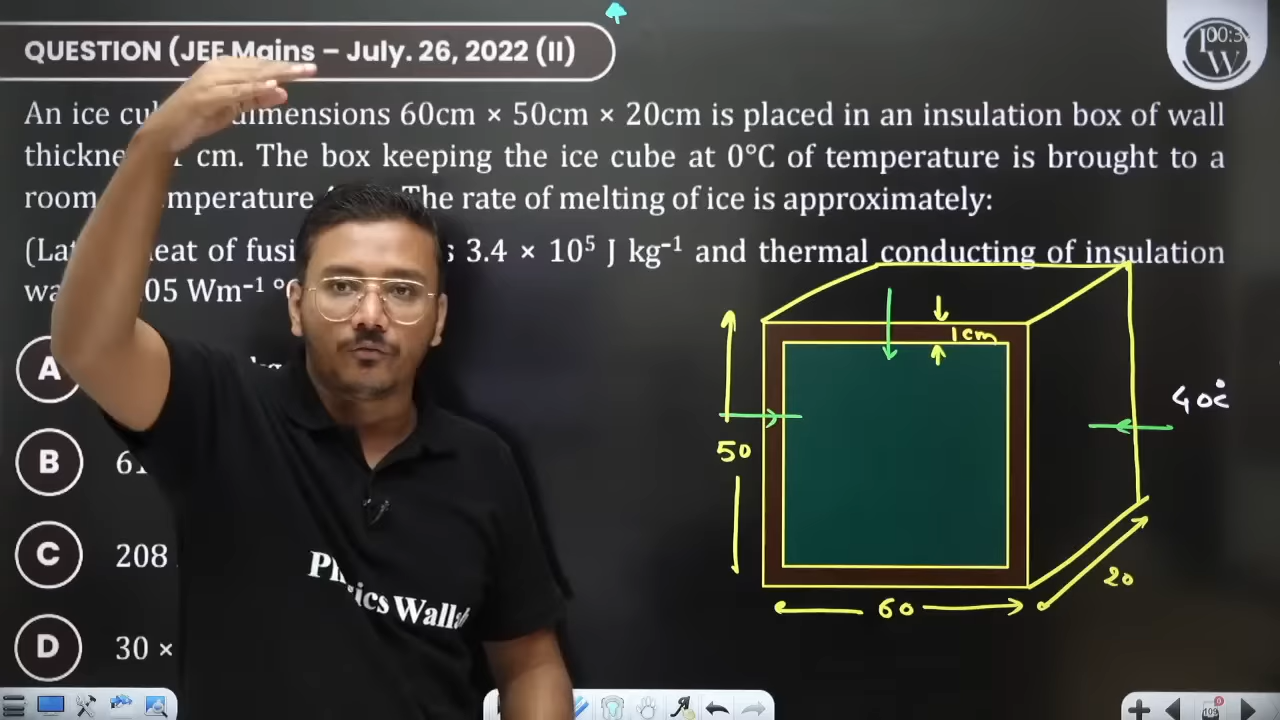 QUESTION (JEE Mains – July. 26, 2022 (II)
00:3
W
An ice cu dimensions 60cm × 50cm × 20cm is placed in an insulation box of wall
thickne cm. The box keeping the ice cube at 0°C of temperature is brought to a
room mperature The rate of melting of ice is approximately:
(La eat of fusi s 3.4 × 10⁵ J kg⁻¹ and thermal conducting of insulation
wa .05 Wm⁻¹ °
1cm
40°c
A
50
B 61
C 208
Physics Wallah
20
60
D 30 ×
109